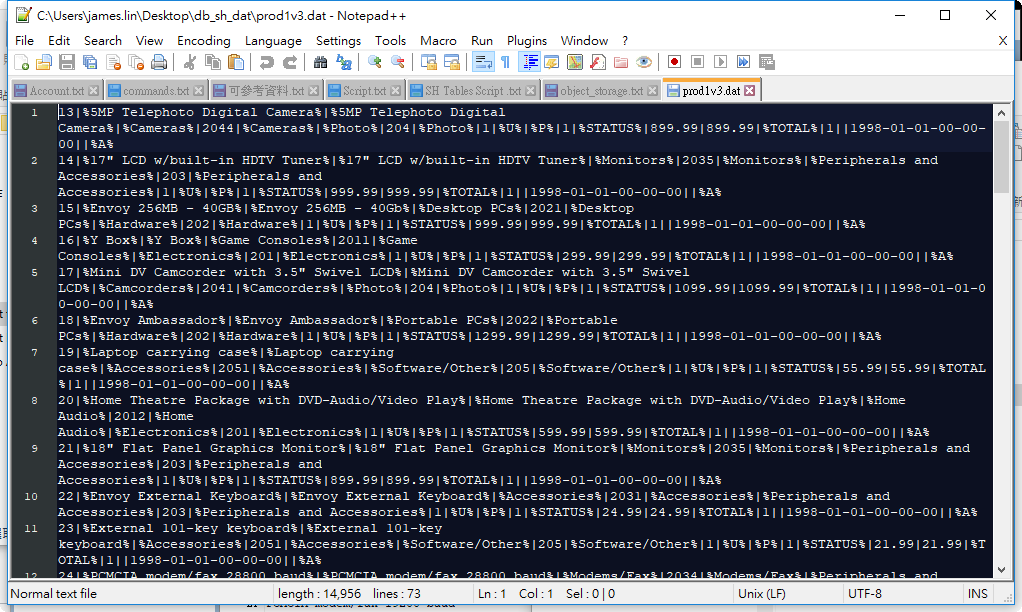 C:\Users\james.lin\Desktop\db_sh_dat\prod1v3.dat - Notepad++
File Edit Search View Encoding Language Settings Tools Macro Run Plugins Window ? X
Account.txt commands.txt 可參考資料.txt Script.txt SH Tables Script .txt object_storage.txt prod1v3.dat
1 13|%5MP Telephoto Digital Camera%|%5MP Telephoto Digital
Camera%|%Cameras%|2044|%Cameras%|%Photo%|204|%Photo%|1|%U%|%P%|1|%STATUS%|899.99|899.99|%TOTAL%|1||1998-01-01-00-00-
00||%A%
2 14|%17" LCD w/built-in HDTV Tuner%|%17" LCD w/built-in HDTV Tuner%|%Monitors%|2035|%Monitors%|%Peripherals and
Accessories%|203|%Peripherals and
Accessories%|1|%U%|%P%|1|%STATUS%|999.99|999.99|%TOTAL%|1||1998-01-01-00-00-00||%A%
3 15|%Envoy 256MB - 40GB%|%Envoy 256MB - 40Gb%|%Desktop PCs%|2021|%Desktop
PCs%|%Hardware%|202|%Hardware%|1|%U%|%P%|1|%STATUS%|999.99|999.99|%TOTAL%|1||1998-01-01-00-00-00||%A%
4 16|%Y Box%|%Y Box%|%Game Consoles%|2011|%Game
Consoles%|%Electronics%|201|%Electronics%|1|%U%|%P%|1|%STATUS%|299.99|299.99|%TOTAL%|1||1998-01-01-00-00-00||%A%
5 17|%Mini DV Camcorder with 3.5" Swivel LCD%|%Mini DV Camcorder with 3.5" Swivel
LCD%|%Camcorders%|2041|%Camcorders%|%Photo%|204|%Photo%|1|%U%|%P%|1|%STATUS%|1099.99|1099.99|%TOTAL%|1||1998-01-01-0
0-00-00||%A%
6 18|%Envoy Ambassador%|%Envoy Ambassador%|%Portable PCs%|2022|%Portable
PCs%|%Hardware%|202|%Hardware%|1|%U%|%P%|1|%STATUS%|1299.99|1299.99|%TOTAL%|1||1998-01-01-00-00-00||%A%
7 19|%Laptop carrying case%|%Laptop carrying
case%|%Accessories%|2051|%Accessories%|%Software/Other%|205|%Software/Other%|1|%U%|%P%|1|%STATUS%|55.99|55.99|%TOTAL
%|1||1998-01-01-00-00-00||%A%
8 20|%Home Theatre Package with DVD-Audio/Video Play%|%Home Theatre Package with DVD-Audio/Video Play%|%Home
Audio%|2012|%Home
Audio%|%Electronics%|201|%Electronics%|1|%U%|%P%|1|%STATUS%|599.99|599.99|%TOTAL%|1||1998-01-01-00-00-00||%A%
9 21|%18" Flat Panel Graphics Monitor%|%18" Flat Panel Graphics Monitor%|%Monitors%|2035|%Monitors%|%Peripherals and
Accessories%|203|%Peripherals and
Accessories%|1|%U%|%P%|1|%STATUS%|899.99|899.99|%TOTAL%|1||1998-01-01-00-00-00||%A%
10 22|%Envoy External Keyboard%|%Envoy External Keyboard%|%Accessories%|2031|%Accessories%|%Peripherals and
Accessories%|203|%Peripherals and Accessories%|1|%U%|%P%|1|%STATUS%|24.99|24.99|%TOTAL%|1||1998-01-01-00-00-00||%A%
11 23|%External 101-key keyboard%|%External 101-key
keyboard%|%Accessories%|2051|%Accessories%|%Software/Other%|205|%Software/Other%|1|%U%|%P%|1|%STATUS%|21.99|21.99|%T
OTAL%|1||1998-01-01-00-00-00||%A%
12 24|%PCMCIA modem/fax 28800 baud%|%PCMCIA modem/fax 28800 baud%|%Modems/Fax%|2034|%Modems/Fax%|%Peripherals and
Normal text file length : 14,956 lines : 73 Ln : 1 Col : 1 Sel : 0 | 0 Unix (LF) UTF-8 INS